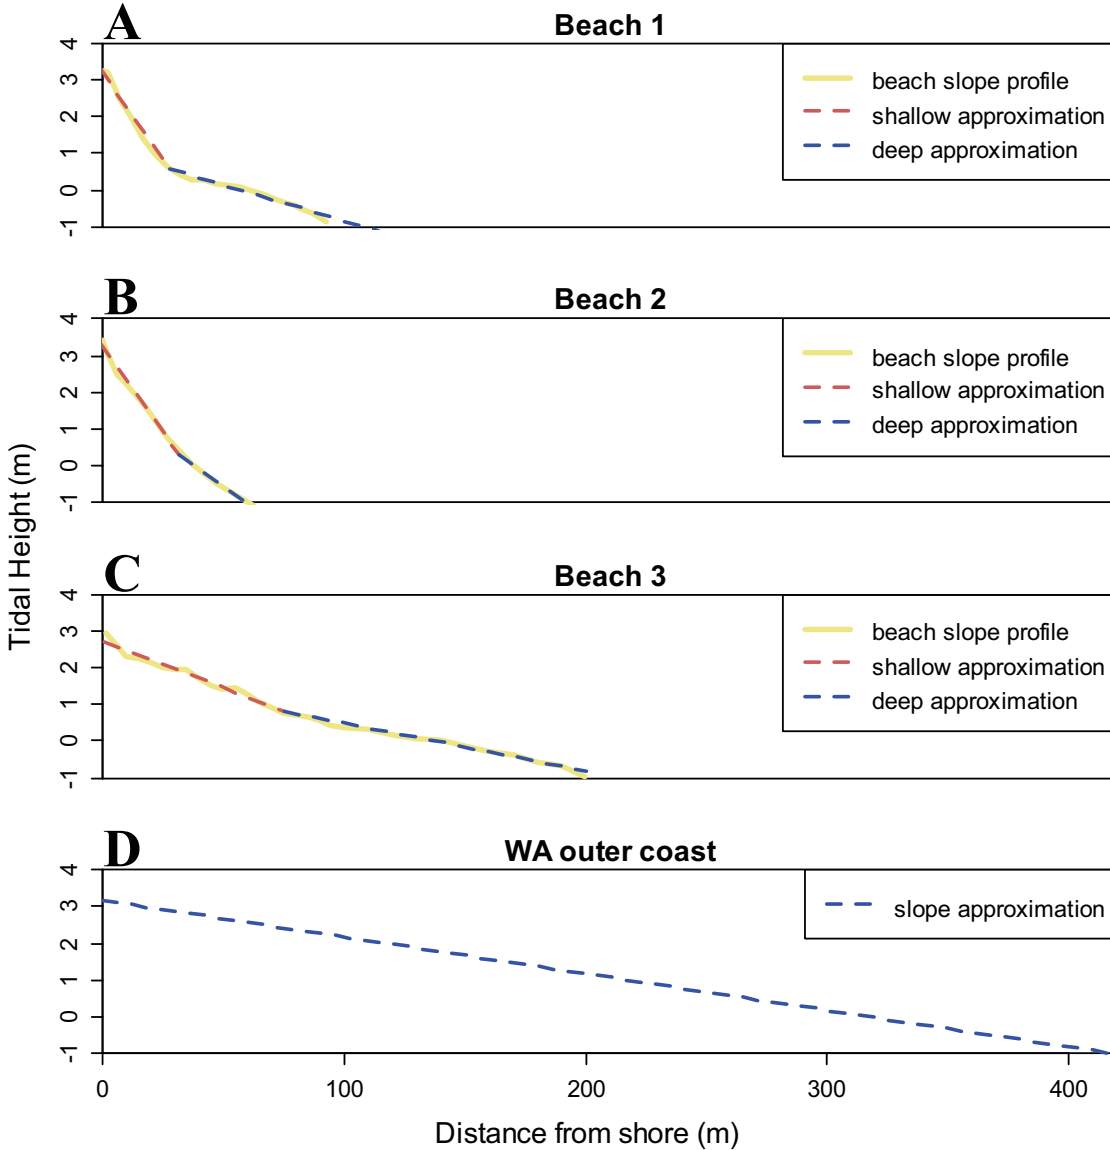 A
Beach 1
4
3
2
1
0
-1
beach slope profile
shallow approximation
deep approximation
B
Beach 2
4
3
2
1
0
-1
beach slope profile
shallow approximation
deep approximation
Tidal Height (m)
C
Beach 3
4
3
2
1
0
-1
beach slope profile
shallow approximation
deep approximation
D
WA outer coast
4
3
2
1
0
-1
slope approximation
0 100 200 300 400
Distance from shore (m)